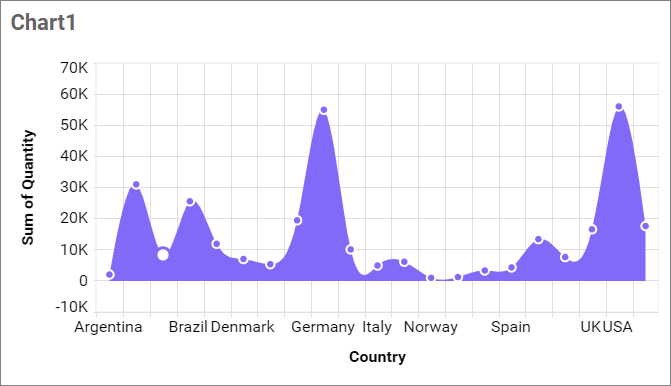 Chart1
Sum of Quantity
70K
60K
50K
40K
30K
20K
10K
0
-10K
Argentina Brazil Denmark Germany Italy Norway Spain UK USA
Country